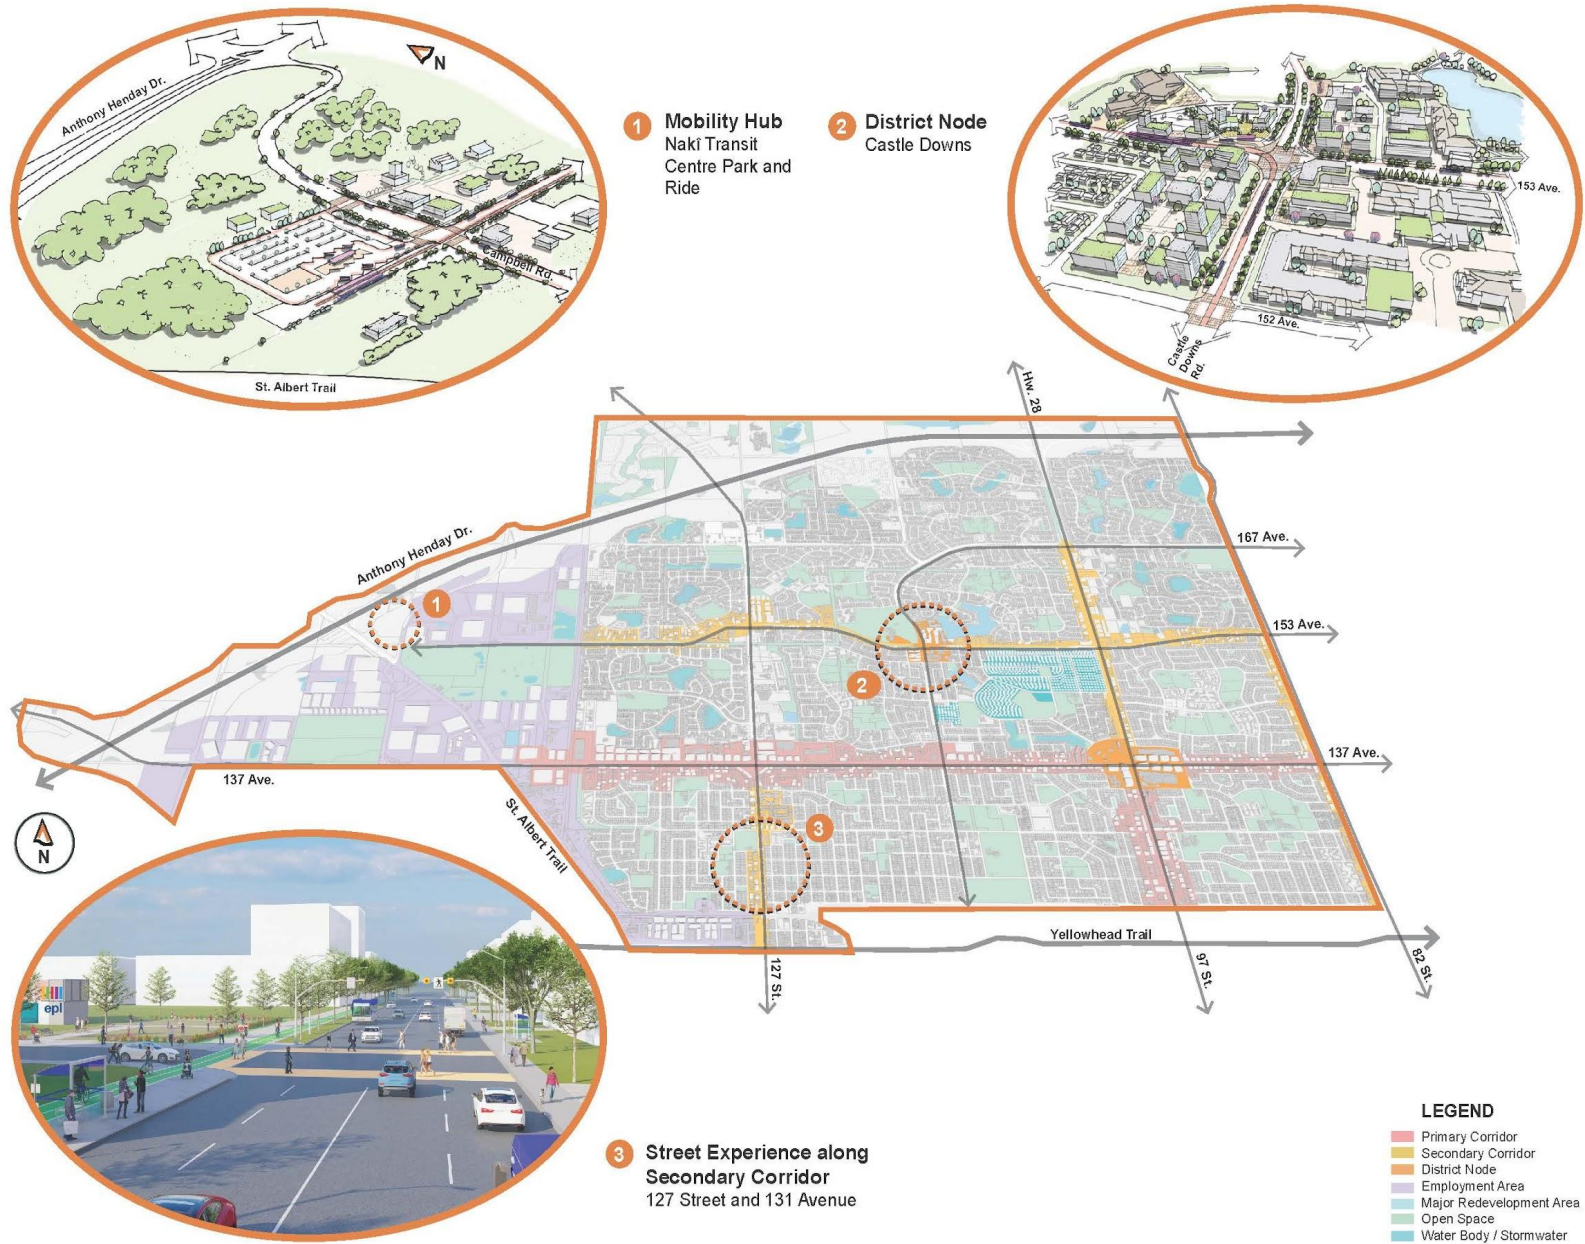 Anthony Henday Dr.
N
Campbell Rd.
St. Albert Trail
1
Mobility Hub
Nakî Transit
Centre Park and
Ride
2
District Node
Castle Downs
153 Ave.
152 Ave.
Castle
Downs
Rd.
Hw. 28
Anthony Henday Dr.
167 Ave.
1
153 Ave.
2
137 Ave.
137 Ave.
St. Albert Trail
3
N
Yellowhead Trail
127 St.
97 St.
82 St.
epl
3
Street Experience along
Secondary Corridor
127 Street and 131 Avenue
LEGEND
Primary Corridor
Secondary Corridor
District Node
Employment Area
Major Redevelopment Area
Open Space
Water Body / Stormwater